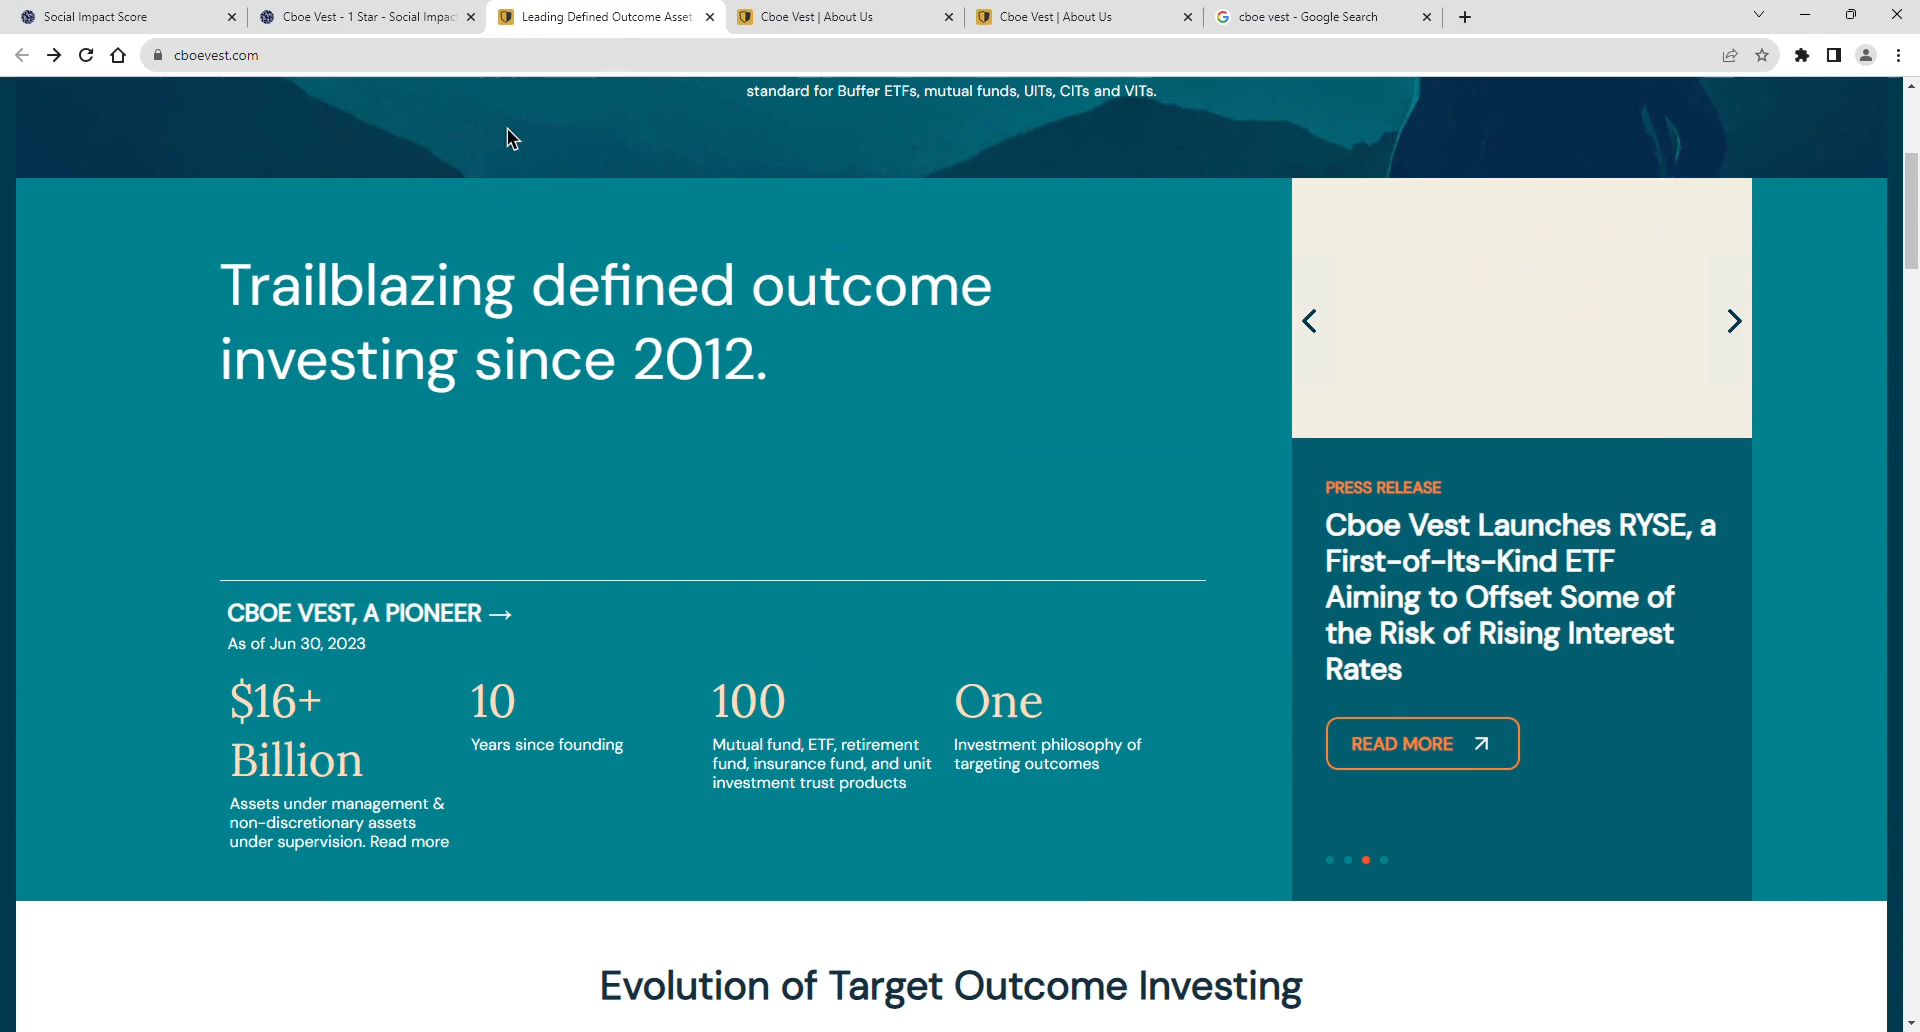 Social Impact Score
Cboe Vest - 1 Star - Social Impac
Leading Defined Outcome Asset
Cboe Vest | About Us
Cboe Vest | About Us
cboe vest - Google Search
cboevest.com
standard for Buffer ETFs, mutual funds, UITs, CITs and VITs.
Trailblazing defined outcome
investing since 2012.
CBOE VEST, A PIONEER →
As of Jun 30, 2023
$16+
Billion
Assets under management &
non-discretionary assets
under supervision. Read more
10
Years since founding
100
Mutual fund, ETF, retirement
fund, insurance fund, and unit
investment trust products
One
Investment philosophy of
targeting outcomes
PRESS RELEASE
Cboe Vest Launches RYSE, a
First-of-Its-Kind ETF
Aiming to Offset Some of
the Risk of Rising Interest
Rates
READ MORE
Evolution of Target Outcome Investing